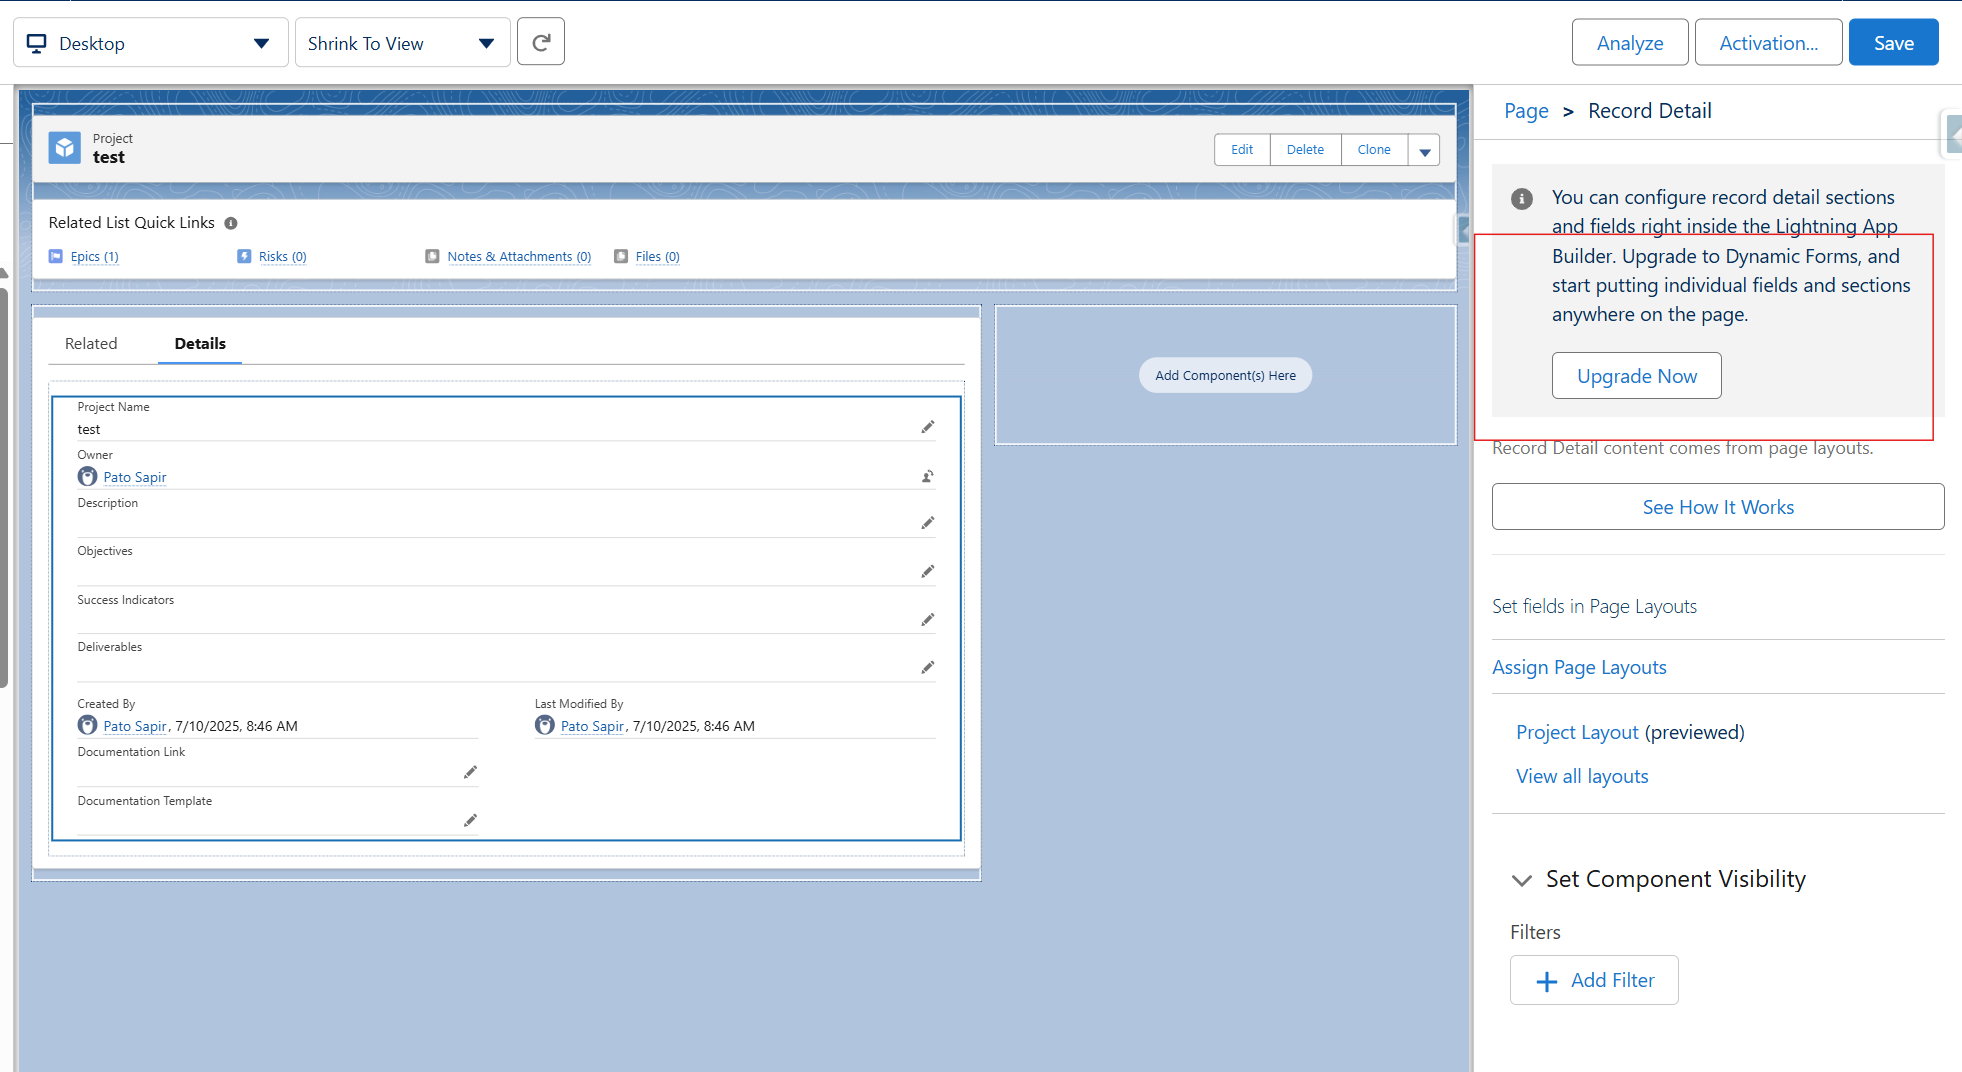 Desktop
Shrink To View
Analyze
Activation...
Save
Project
test
Edit
Delete
Clone
Related List Quick Links
Epics (1)
Risks (0)
Notes & Attachments (0)
Files (0)
Related
Details
Project Name
test
Owner
Pato Sapir
Description
Objectives
Success Indicators
Deliverables
Created By
Pato Sapir, 7/10/2025, 8:46 AM
Last Modified By
Pato Sapir, 7/10/2025, 8:46 AM
Documentation Link
Documentation Template
Add Component(s) Here
Page > Record Detail
You can configure record detail sections
and fields right inside the Lightning App
Builder. Upgrade to Dynamic Forms, and
start putting individual fields and sections
anywhere on the page.
Upgrade Now
Record Detail content comes from page layouts.
See How It Works
Set fields in Page Layouts
Assign Page Layouts
Project Layout (previewed)
View all layouts
Set Component Visibility
Filters
Add Filter